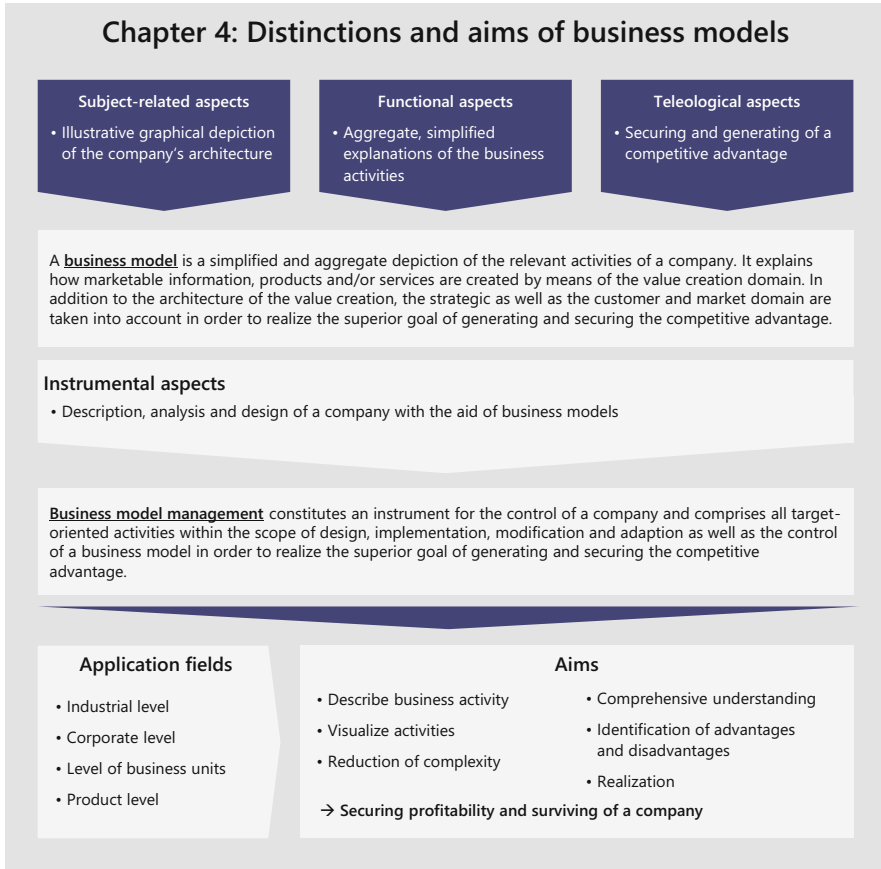 Chapter 4: Distinctions and aims of business models
Subject-related aspects
• Illustrative graphical depiction
of the company's architecture
Functional aspects
• Aggregate, simplified
explanations of the business
activities
Teleological aspects
• Securing and generating of a
competitive advantage
A business model is a simplified and aggregate depiction of the relevant activities of a company. It explains
how marketable information, products and/or services are created by means of the value creation domain. In
addition to the architecture of the value creation, the strategic as well as the customer and market domain are
taken into account in order to realize the superior goal of generating and securing the competitive advantage.
Instrumental aspects
• Description, analysis and design of a company with the aid of business models
Business model management constitutes an instrument for the control of a company and comprises all target-
oriented activities within the scope of design, implementation, modification and adaption as well as the control
of a business model in order to realize the superior goal of generating and securing the competitive
advantage.
Application fields
• Industrial level
• Corporate level
• Level of business units
• Product level
Aims
• Describe business activity
• Visualize activities
• Reduction of complexity
• Comprehensive understanding
• Identification of advantages
and disadvantages
• Realization
→ Securing profitability and surviving of a company